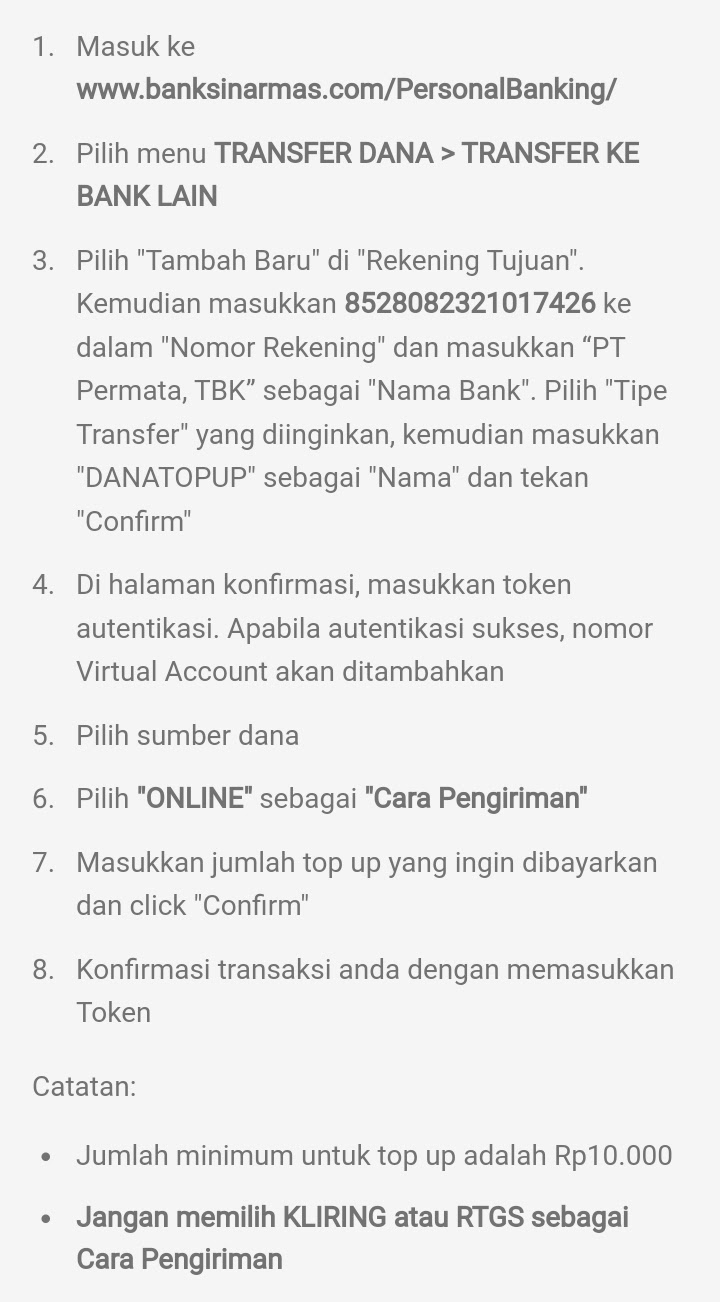 1. Masuk ke
www.banksinarmas.com/PersonalBanking/
2. Pilih menu TRANSFER DANA > TRANSFER KE
BANK LAIN
3. Pilih "Tambah Baru" di "Rekening Tujuan".
Kemudian masukkan 8528082321017426 ke
dalam "Nomor Rekening" dan masukkan “PT
Permata, TBK” sebagai "Nama Bank". Pilih "Tipe
Transfer" yang diinginkan, kemudian masukkan
"DANATOPUP" sebagai "Nama" dan tekan
"Confirm"
4. Di halaman konfirmasi, masukkan token
autentikasi. Apabila autentikasi sukses, nomor
Virtual Account akan ditambahkan
5. Pilih sumber dana
6. Pilih "ONLINE" sebagai "Cara Pengiriman"
7. Masukkan jumlah top up yang ingin dibayarkan
dan click "Confirm"
8. Konfirmasi transaksi anda dengan memasukkan
Token
Catatan:
• Jumlah minimum untuk top up adalah Rp10.000
• Jangan memilih KLIRING atau RTGS sebagai
Cara Pengiriman